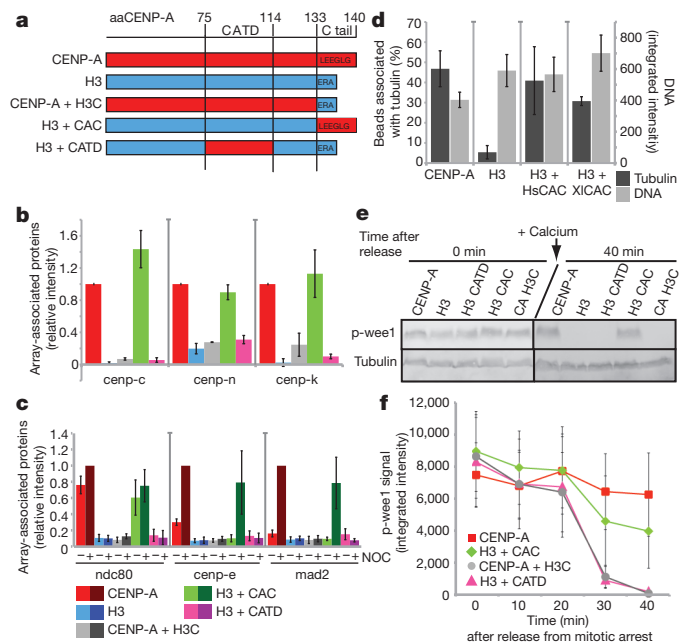 a
aaCENP-A 75 114 133 140
CATD C tail
CENP-A LEEGLG
H3 ERA
CENP-A + H3C ERA
H3 + CAC LEEGLG
H3 + CATD ERA
b
Array-associated proteins (relative intensity)
1.6
1.2
0.8
0.4
0
cenp-c cenp-n cenp-k
c
Array-associated proteins (relative intensity)
1.4
1.2
1.0
0.8
0.6
0.4
0.2
0
– + – + – + – + – + – + – + – + – + – + – + – + – + – + – + NOC
ndc80 cenp-e mad2
CENP-A
H3
CENP-A + H3C
H3 + CAC
H3 + CATD
d
Beads associated with tubulin (%)
70
60
50
40
30
20
10
0
DNA (integrated intensitiy)
800
600
400
200
0
CENP-A H3 H3 + HsCAC H3 + XlCAC
Tubulin
DNA
e
+ Calcium
Time after release 0 min 40 min
CENP-A H3 H3 CATD H3 CAC CA H3C CENP-A H3 H3 CATD H3 CAC CA H3C
p-wee1
Tubulin
f
p-wee1 signal (integrated intensity)
12,000
10,000
8,000
6,000
4,000
2,000
0
CENP-A
H3 + CAC
CENP-A + H3C
H3 + CATD
0 10 20 30 40
Time (min)
after release from mitotic arrest